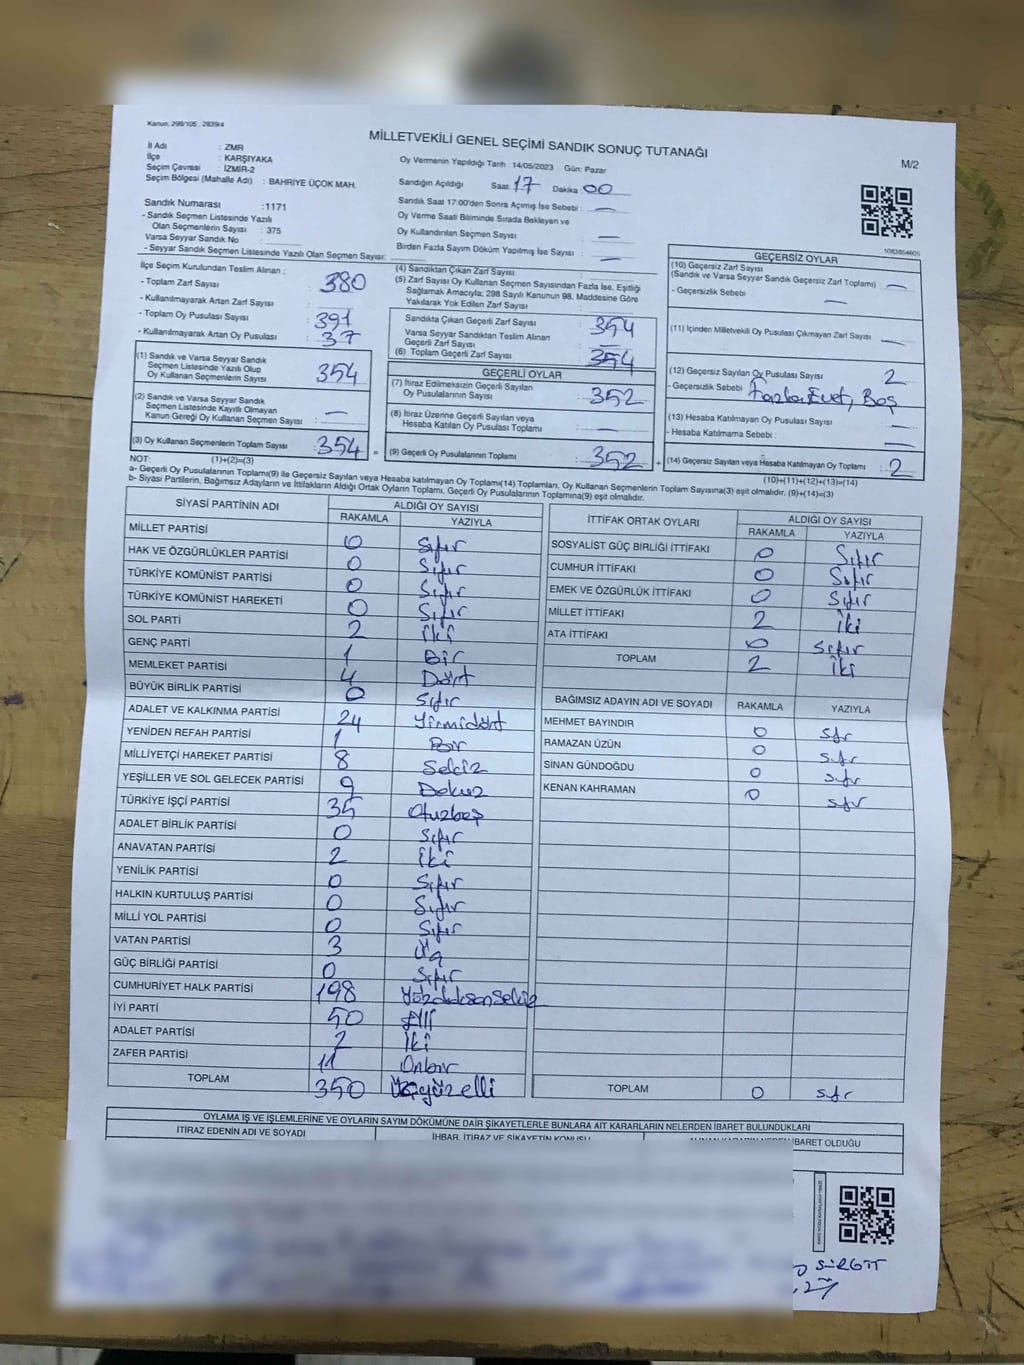 Kanun: 298/105 , 2839/4
MİLLETVEKİLİ GENEL SEÇİMİ SANDIK SONUÇ TUTANAĞI
M/2
İl Adı : ZMR
İlçe : KARŞIYAKA
Seçim Çevresi : İZMİR-2
Seçim Bölgesi (Mahalle Adı) : BAHRİYE ÜÇOK MAH.
Oy Vermenin Yapıldığı Tarih 14/05/2023 Gün: Pazar
Sandığın Açıldığı Saat 17 Dakika 00
Sandık Saat 17:00'den Sonra Açımış İse Sebebi : —
Oy Verme Saati Bitiminde Sırada Bekleyen ve
Oy Kullandırılan Seçmen Sayısı : —
Birden Fazla Sayım Döküm Yapılmış İse Sayısı : —
Sandık Numarası :1171
- Sandık Seçmen Listesinde Yazılı
Olan Seçmenlerin Sayısı : 375
Varsa Seyyar Sandık No :
- Seyyar Sandık Seçmen Listesinde Yazılı Olan Seçmen Sayısı:
1083854605
İlçe Seçim Kurulundan Teslim Alınan :
- Toplam Zarf Sayısı : 380
- Kullanılmayarak Artan Zarf Sayısı :
- Toplam Oy Pusulası Sayısı : 391
- Kullanılmayarak Artan Oy Pusulası : 37
(1) Sandık ve Varsa Seyyar Sandık
Seçmen Listesinde Yazılı Olup
Oy Kullanan Seçmenlerin Sayısı : 354
(2) Sandık ve Varsa Seyyar Sandık
Seçmen Listesinde Kayıtlı Olmayan
Kanun Gereği Oy Kullanan Seçmen Sayısı : —
(3) Oy Kullanan Seçmenlerin Toplam Sayısı : 354 =
(4) Sandıktan Çıkan Zarf Sayısı : —
(5) Zarf Sayısı Oy Kullanan Seçmen Sayısından Fazla İse, Eşitliği
Sağlamak Amacıyla; 298 Sayılı Kanunun 98. Maddesine Göre
Yakılarak Yok Edilen Zarf Sayısı :
Sandıkta Çıkan Geçerli Zarf Sayısı : 354
Varsa Seyyar Sandıktan Teslim Alınan
Geçerli Zarf Sayısı : —
(6) Toplam Geçerli Zarf Sayısı : 354
GEÇERLİ OYLAR
(7) İtiraz Edilmeksizin Geçerli Sayılan
Oy Pusulalarının Sayısı : 352
(8) İtiraz Üzerine Geçerli Sayılan veya
Hesaba Katılan Oy Pusulası Toplamı : —
(9) Geçerli Oy Pusulalarının Toplamı : 352 +
GEÇERSİZ OYLAR
(10) Geçersiz Zarf Sayısı
(Sandık ve Varsa Seyyar Sandık Geçersiz Zarf Toplamı) : —
- Geçersizlik Sebebi : —
(11) İçinden Milletvekili Oy Pusulası Çıkmayan Zarf Sayısı : —
(12) Geçersiz Sayılan Oy Pusulası Sayısı : 2
- Geçersizlik Sebebi : Fazla Evet, Boş
(13) Hesaba Katılmayan Oy Pusulası Sayısı : —
- Hesaba Katılmama Sebebi : —
(14) Geçersiz Sayılan veya Hesaba Katılmayan Oy Toplamı : 2
NOT: (1)+(2)=(3)
(10)+(11)+(12)+(13)=(14)
a- Geçerli Oy Pusulalarının Toplamı(9) ile Geçersiz Sayılan veya Hesaba katılmayan Oy Toplamı(14) Toplamları, Oy Kullanan Seçmenlerin Toplam Sayısına(3) eşit olmalıdır. (9)+(14)=(3)
b- Siyasi Partilerin, Bağımsız Adayların ve İttifakların Aldığı Ortak Oyların Toplamı, Geçerli Oy Pusulalarının Toplamına(9) eşit olmalıdır.
SİYASİ PARTİNİN ADI ALDIĞI OY SAYISI
RAKAMLA YAZIYLA
MİLLET PARTİSİ 0 Sıfır
HAK VE ÖZGÜRLÜKLER PARTİSİ 0 Sıfır
TÜRKİYE KOMÜNİST PARTİSİ 0 Sıfır
TÜRKİYE KOMÜNİST HAREKETİ 0 Sıfır
SOL PARTİ 2 İki
GENÇ PARTİ 1 Bir
MEMLEKET PARTİSİ 4 Dört
BÜYÜK BİRLİK PARTİSİ 0 Sıfır
ADALET VE KALKINMA PARTİSİ 24 Yirmidört
YENİDEN REFAH PARTİSİ 1 Bir
MİLLİYETÇİ HAREKET PARTİSİ 8 Sekiz
YEŞİLLER VE SOL GELECEK PARTİSİ 9 Dokuz
TÜRKİYE İŞÇİ PARTİSİ 35 Otuzbeş
ADALET BİRLİK PARTİSİ 0 Sıfır
ANAVATAN PARTİSİ 2 İki
YENİLİK PARTİSİ 0 Sıfır
HALKIN KURTULUŞ PARTİSİ 0 Sıfır
MİLLİ YOL PARTİSİ 0 Sıfır
VATAN PARTİSİ 3 Üç
GÜÇ BİRLİĞİ PARTİSİ 0 Sıfır
CUMHURİYET HALK PARTİSİ 198 Yüzdoksansekiz
İYİ PARTİ 50 Elli
ADALET PARTİSİ 2 İki
ZAFER PARTİSİ 11 Onbir
TOPLAM 350 Üçyüzelli
İTTİFAK ORTAK OYLARI ALDIĞI OY SAYISI
RAKAMLA YAZIYLA
SOSYALİST GÜÇ BİRLİĞİ İTTİFAKI 0 Sıfır
CUMHUR İTTİFAKI 0 Sıfır
EMEK VE ÖZGÜRLÜK İTTİFAKI 0 Sıfır
MİLLET İTTİFAKI 2 İki
ATA İTTİFAKI 0 Sıfır
TOPLAM 2 İki
BAĞIMSIZ ADAYIN ADI VE SOYADI RAKAMLA YAZIYLA
MEHMET BAYINDIR 0 sıfır
RAMAZAN ÜZÜN 0 sıfır
SİNAN GÜNDOĞDU 0 sıfır
KENAN KAHRAMAN 0 sıfır
TOPLAM 0 sıfır
OYLAMA İŞ VE İŞLEMLERİNE VE OYLARIN SAYIM DÖKÜMÜNE DAİR ŞİKAYETLERLE BUNLARA AİT KARARLARIN NELERDEN İBARET BULUNDUKLARI
İTİRAZ EDENİN ADI VE SOYADI İHBAR, İTİRAZ VE ŞİKAYETİN KONUSU İBARET OLDUĞU